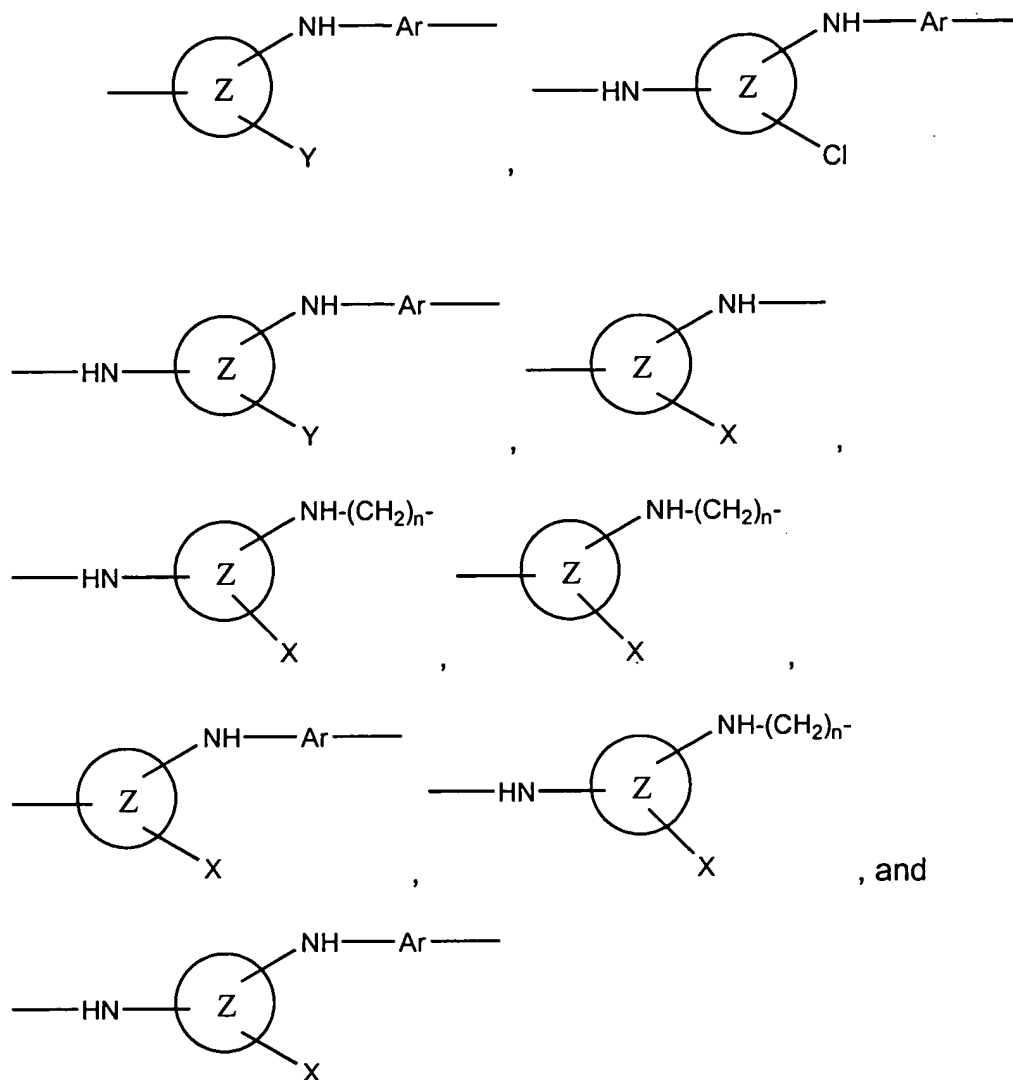 NH Ar NH Ar
Z HN Z
Y , Cl
NH Ar NH
HN Z Z
Y , X ,
NH-(CH₂)ₙ- NH-(CH₂)ₙ-
HN Z Z
X , X ,
NH Ar NH-(CH₂)ₙ-
Z HN Z
X , X , and
NH Ar
HN Z
X